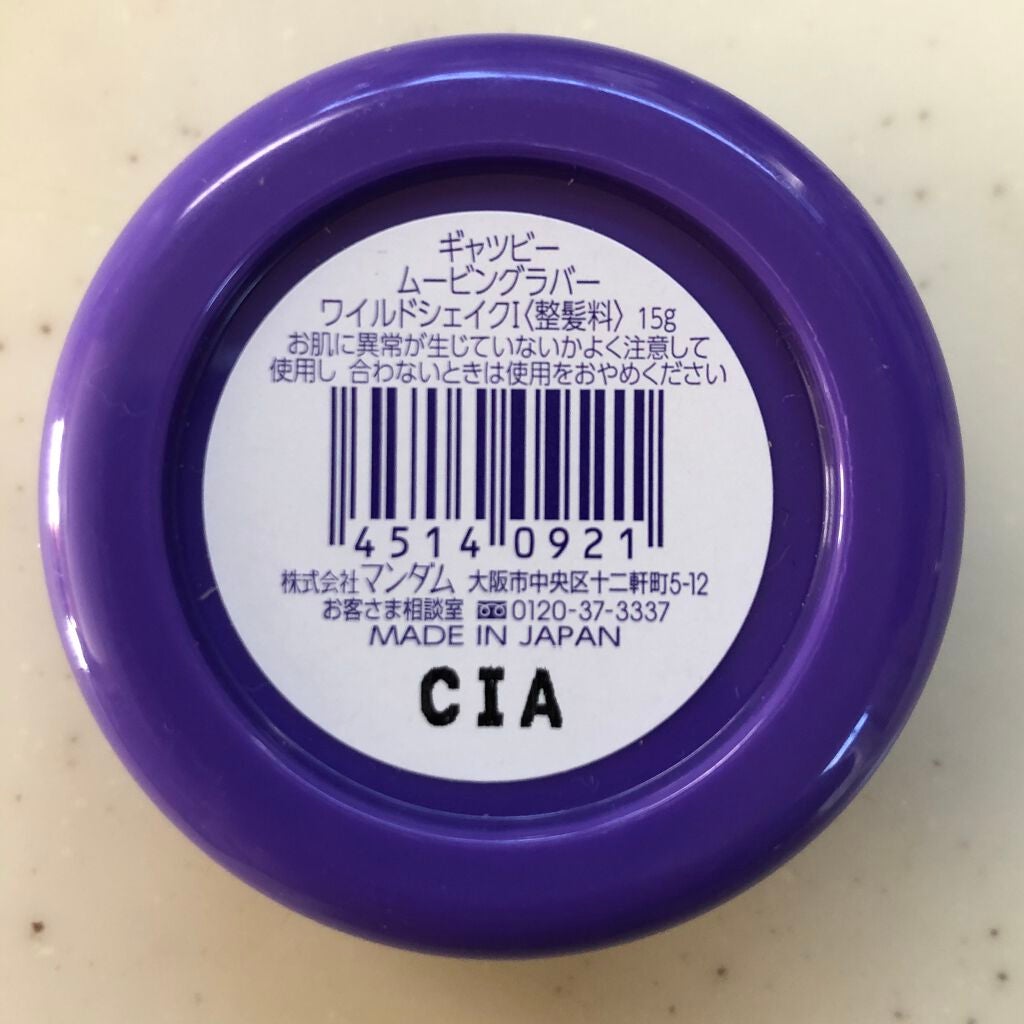 ギャツビー
ムービングラバー
ワイルドシェイクI〈整髪料〉 15g
お肌に異常が生じていないかよく注意して
使用し 合わないときは使用をおやめください
4514 0921
株式会社マンダム 大阪市中央区十二軒町5-12
お客さま相談室 0120-37-3337
MADE IN JAPAN
CIA